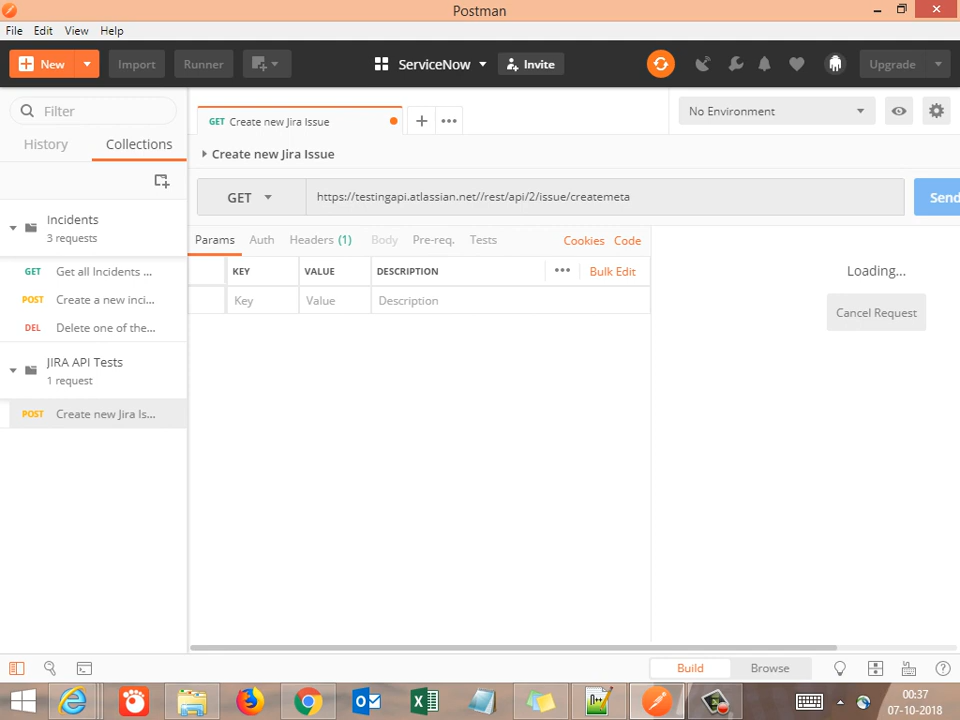 Postman
File Edit View Help
New Import Runner ServiceNow Invite Upgrade
Filter
History Collections
GET Create new Jira Issue
No Environment
Create new Jira Issue
GET https://testingapi.atlassian.net//rest/api/2/issue/createmeta Send
Incidents
3 requests
GET Get all Incidents ...
POST Create a new inci...
DEL Delete one of the...
JIRA API Tests
1 request
POST Create new Jira Is...
Params Auth Headers (1) Body Pre-req. Tests Cookies Code
KEY VALUE DESCRIPTION ••• Bulk Edit
Key Value Description
Loading...
Cancel Request
Build Browse
00:37
07-10-2018